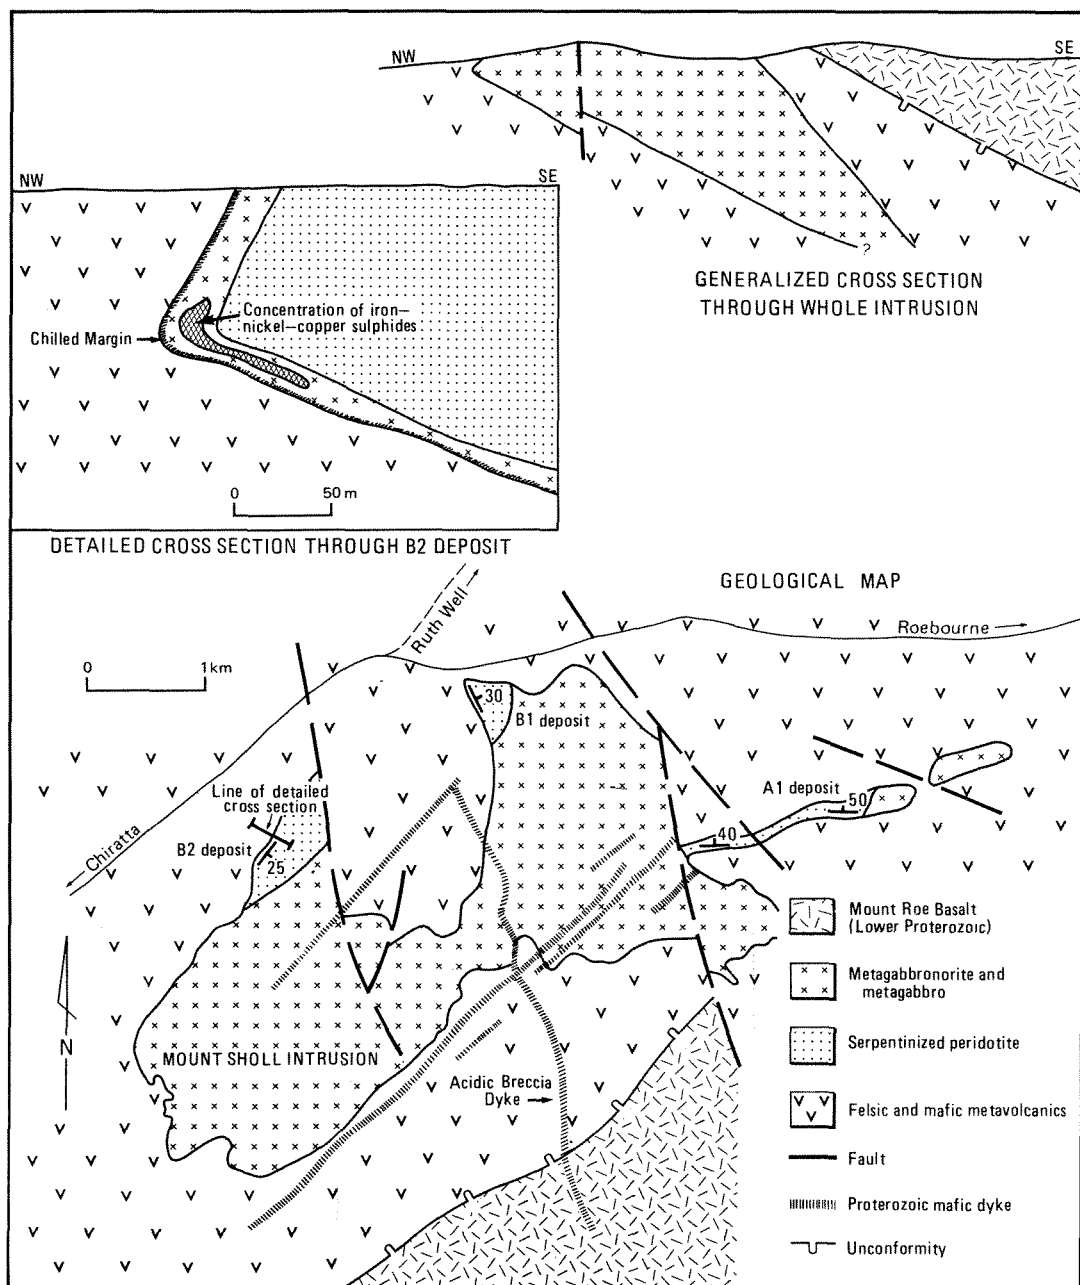 NW
SE
?
GENERALIZED CROSS SECTION
THROUGH WHOLE INTRUSION
NW
SE
Concentration of iron–
nickel–copper sulphides
Chilled Margin
0 50 m
DETAILED CROSS SECTION THROUGH B2 DEPOSIT
GEOLOGICAL MAP
Ruth Well
Roebourne
0 1 km
30
B1 deposit
Line of detailed
cross section
A1 deposit
50
40
Chiratta
B2 deposit
25
N
MOUNT SHOLL INTRUSION
Acidic Breccia
Dyke
Mount Roe Basalt
(Lower Proterozoic)
Metagabbronorite and
metagabbro
Serpentinized peridotite
Felsic and mafic metavolcanics
Fault
Proterozoic mafic dyke
Unconformity